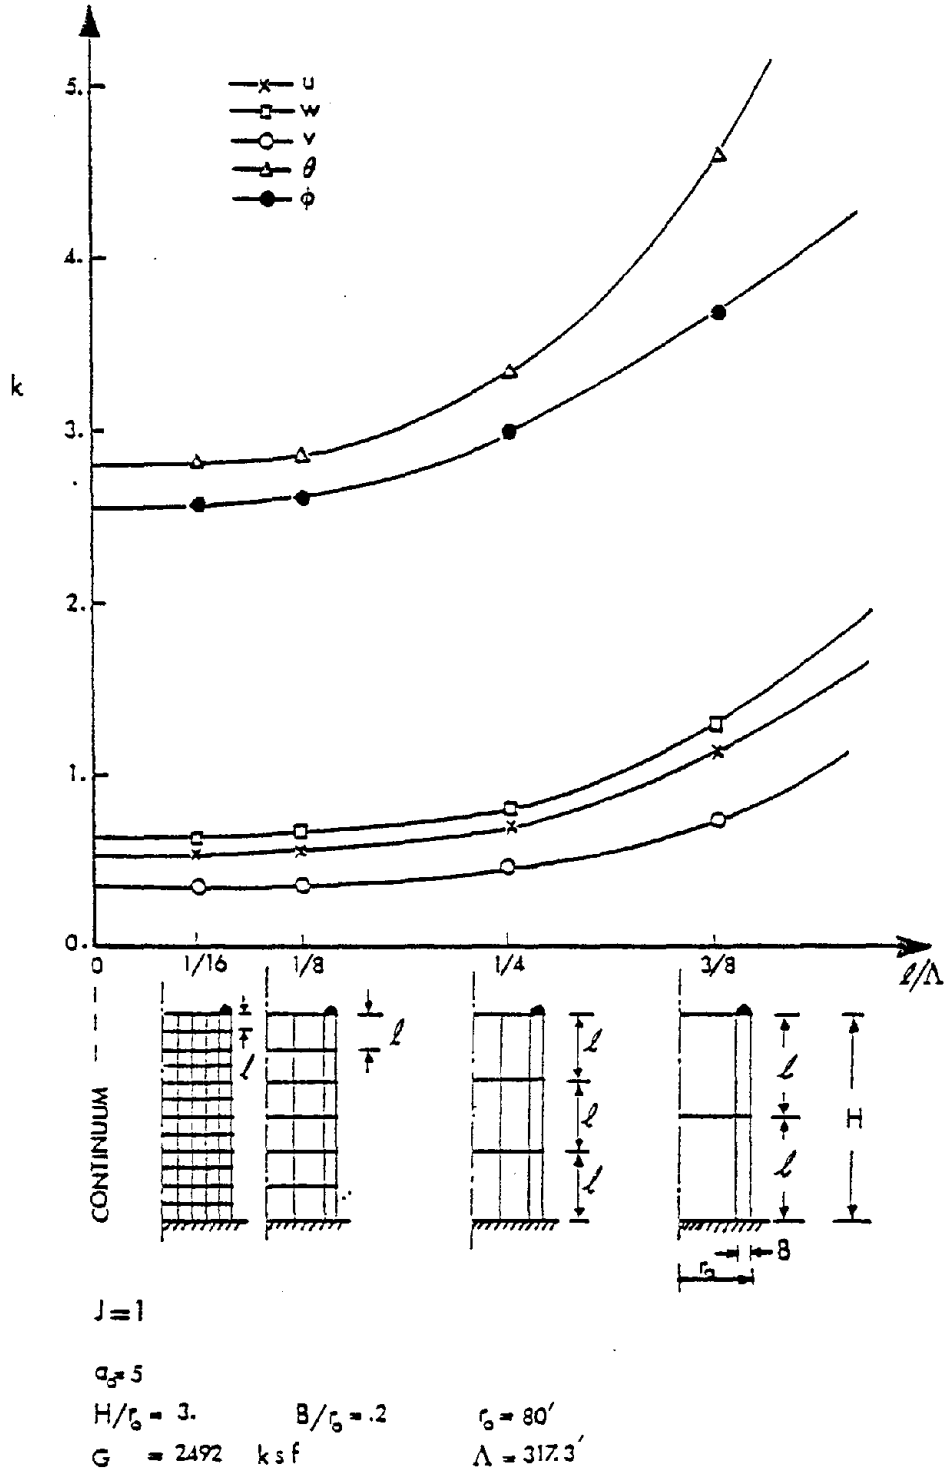 5.
u
w
v
θ
ϕ
4.
k
3.
2.
1.
0.
0 1/16 1/8 1/4 3/8
ℓ/Λ
CONTINUUM
ℓ
ℓ
ℓ
ℓ
ℓ
ℓ
ℓ
H
B
r₀
J=1
a₀=5
H/r₀ = 3. B/r₀ = .2 r₀ = 80′
G = 2492 ksf Λ = 317.3′